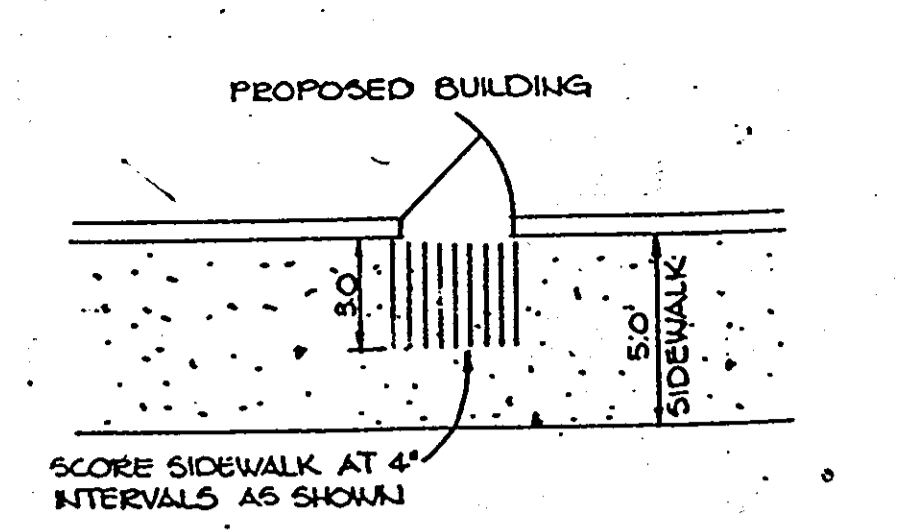 PROPOSED BUILDING
3.0
5.0'
SIDEWALK
SCORE SIDEWALK AT 4"
INTERVALS AS SHOWN